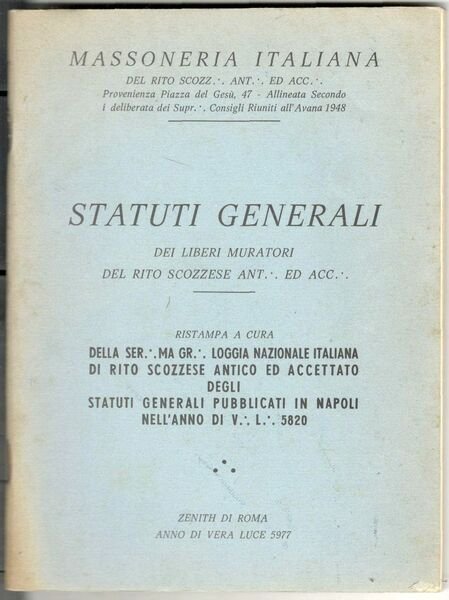 MASSONERIA ITALIANA
DEL RITO SCOZZ.·. ANT.·. ED ACC.·.
Provenienza Piazza del Gesù, 47 - Allineata Secondo
i deliberata dei Supr.·. Consigli Riuniti all'Avana 1948
STATUTI GENERALI
DEI LIBERI MURATORI
DEL RITO SCOZZESE ANT.·. ED ACC.·.
RISTAMPA A CURA
DELLA SER.·.MA GR.·. LOGGIA NAZIONALE ITALIANA
DI RITO SCOZZESE ANTICO ED ACCETTATO
DEGLI
STATUTI GENERALI PUBBLICATI IN NAPOLI
NELL'ANNO DI V.·. L.·. 5820
ZENITH DI ROMA
ANNO DI VERA LUCE 5977